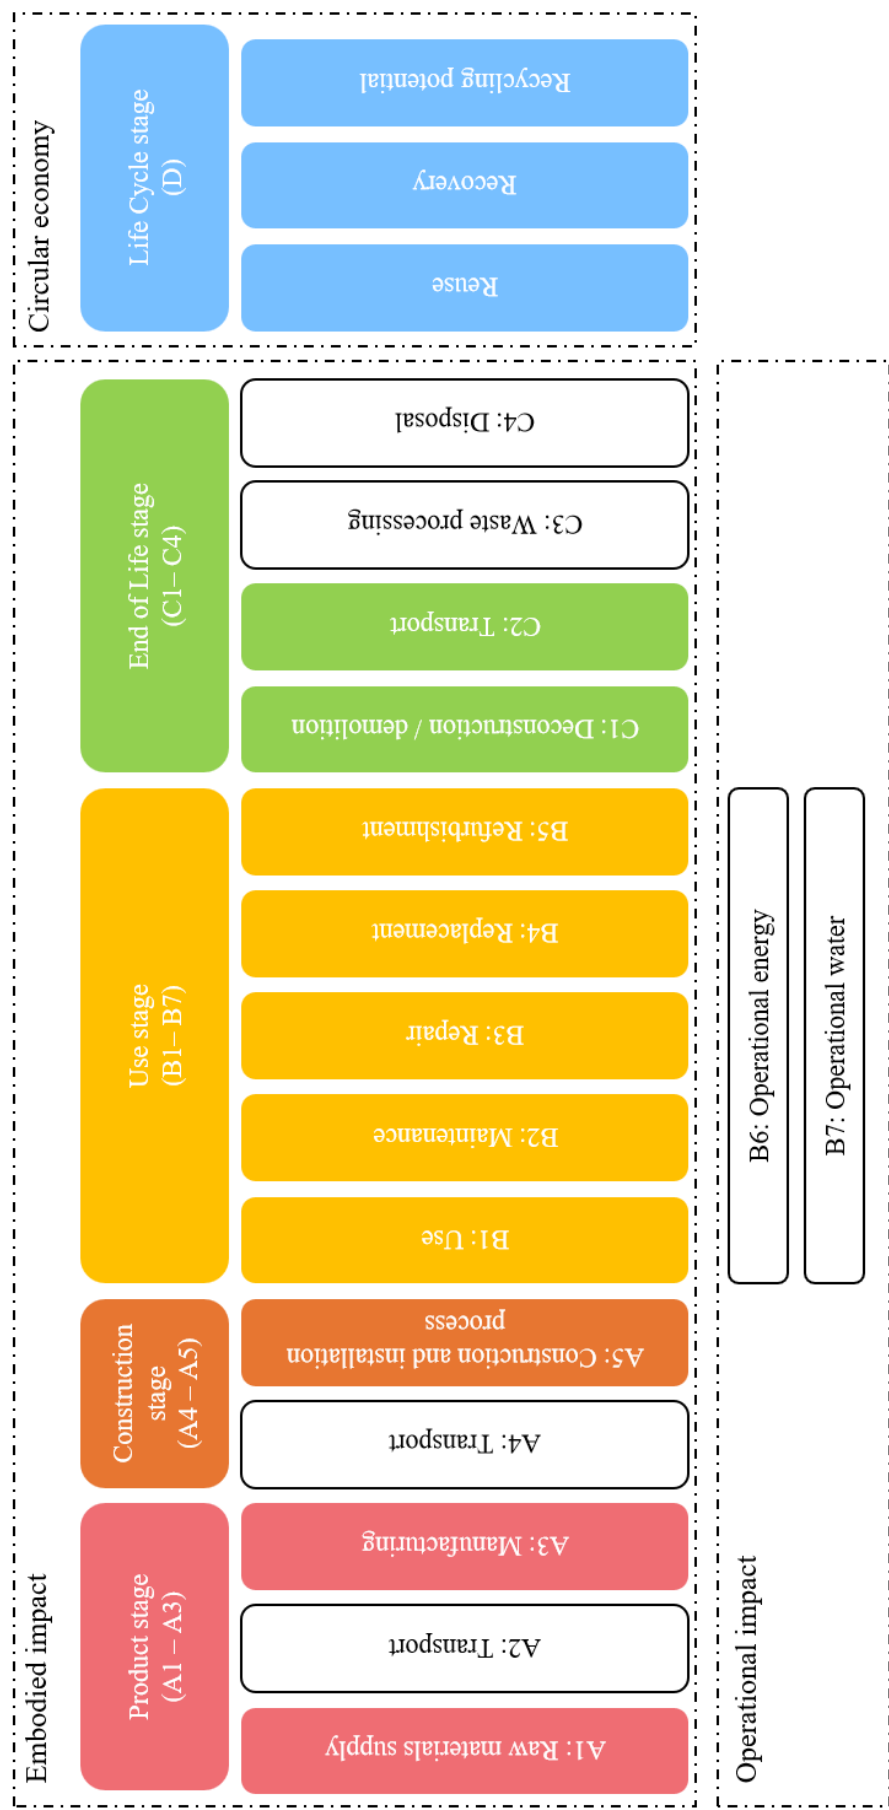 Embodied impact
Product stage
(A1 – A3)
Construction
stage
(A4 – A5)
Use stage
(B1– B7)
End of Life stage
(C1– C4)
A1: Raw materials supply
A2: Transport
A3: Manufacturing
A4: Transport
A5: Construction and installation
process
B1: Use
B2: Maintenance
B3: Repair
B4: Replacement
B5: Refurbishment
C1: Deconstruction / demolition
C2: Transport
C3: Waste processing
C4: Disposal
Circular economy
Life Cycle stage
(D)
Reuse
Recovery
Recycling potential
Operational impact
B6: Operational energy
B7: Operational water